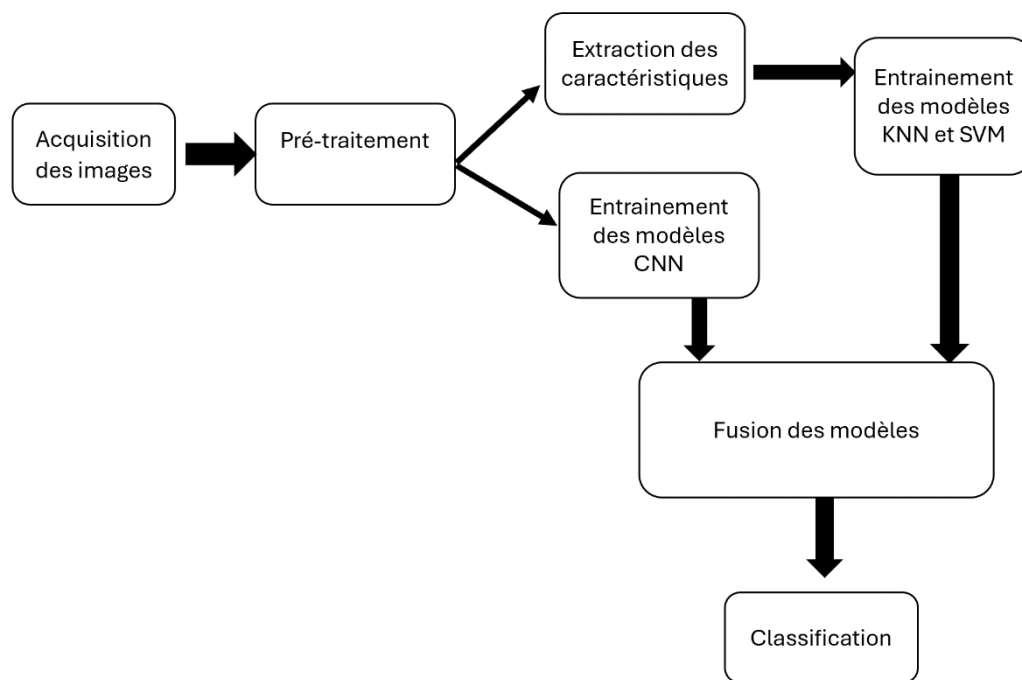 Acquisition
des images
Pré-traitement
Extraction des
caractéristiques
Entrainement
des modèles
KNN et SVM
Entrainement
des modèles
CNN
Fusion des modèles
Classification